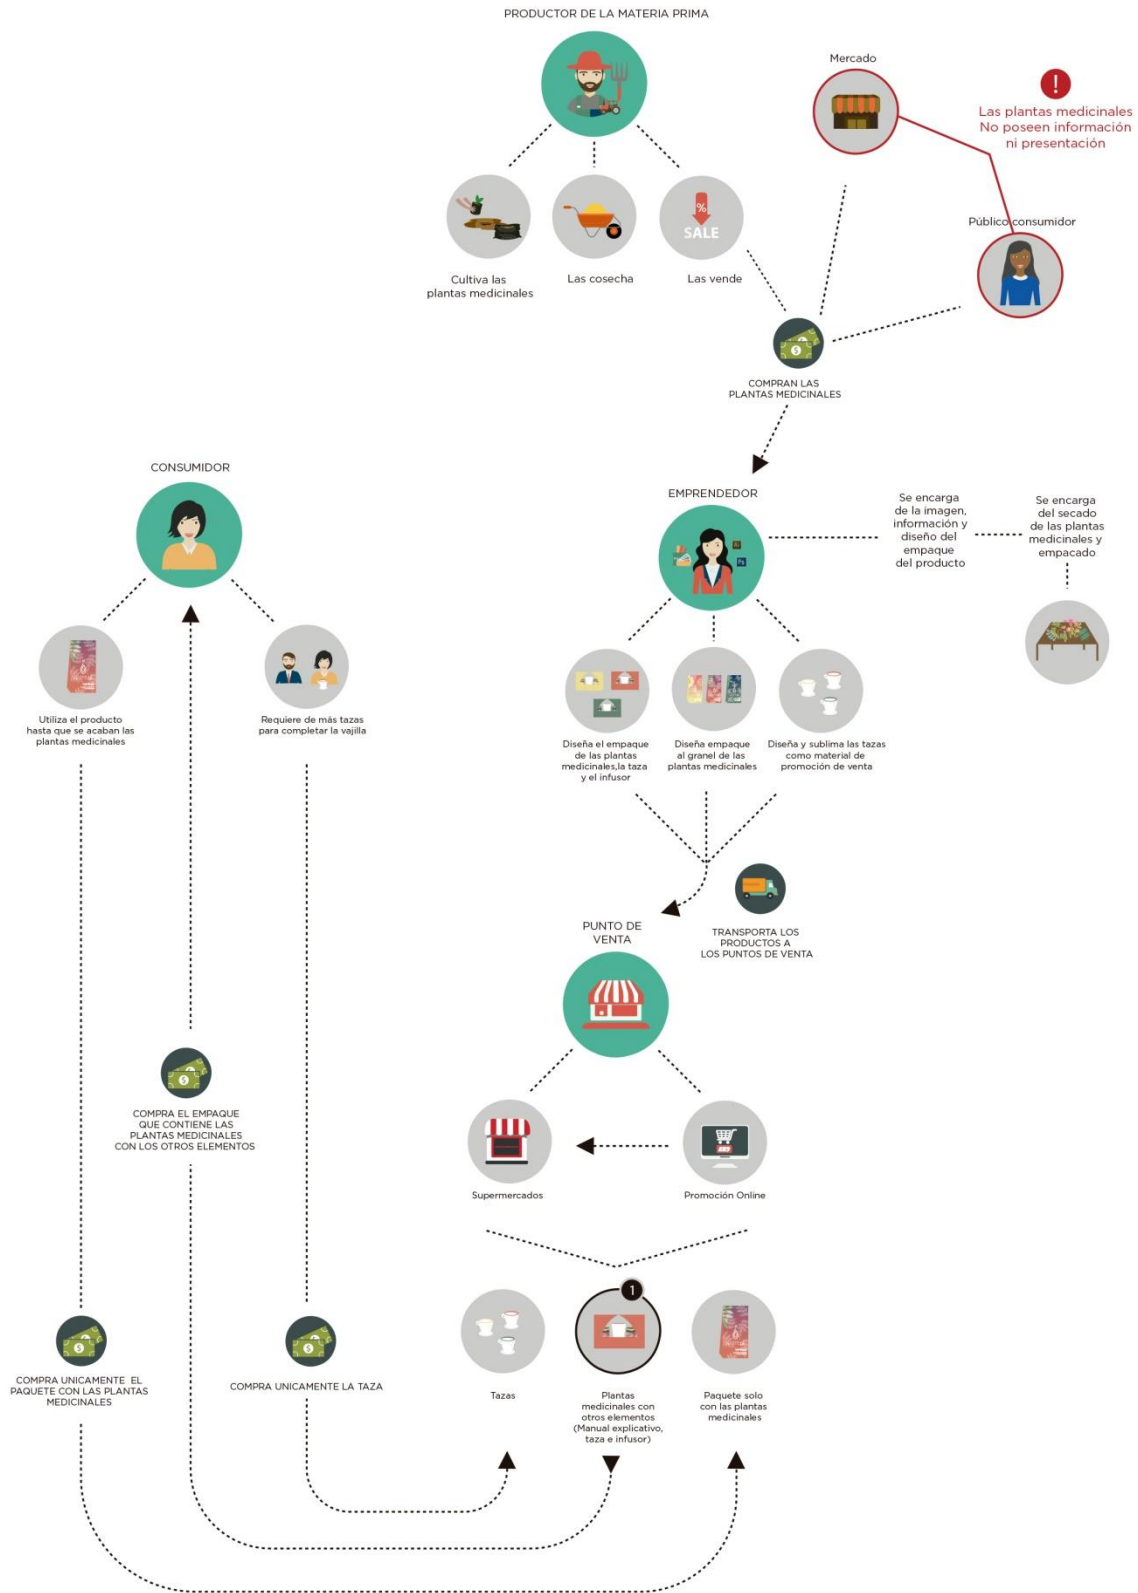 PRODUCTOR DE LA MATERIA PRIMA
Mercado
!
Las plantas medicinales
No poseen información
ni presentación
%
SALE
Público consumidor
Cultiva las
plantas medicinales
Las cosecha
Las vende
$
COMPRAN LAS
PLANTAS MEDICINALES
CONSUMIDOR
EMPRENDEDOR
Se encarga
de la imagen,
información y
diseño del
empaque
del producto
Se encarga
del secado
de las plantas
medicinales y
empacado
Utiliza el producto
hasta que se acaban las
plantas medicinales
Requiere de más tazas
para completar la vajilla
Diseña el empaque
de las plantas
medicinales,la taza
y el infusor
Diseña empaque
al granel de las
plantas medicinales
Diseña y sublima las tazas
como material de
promoción de venta
PUNTO DE
VENTA
TRANSPORTA LOS
PRODUCTOS A
LOS PUNTOS DE VENTA
$
COMPRA EL EMPAQUE
QUE CONTIENE LAS
PLANTAS MEDICINALES
CON LOS OTROS ELEMENTOS
Supermercados
Promoción Online
1
$
COMPRA UNICAMENTE EL
PAQUETE CON LAS PLANTAS
MEDICINALES
$
COMPRA UNICAMENTE LA TAZA
Tazas
Plantas
medicinales con
otros elementos
(Manual explicativo,
taza e infusor)
Paquete solo
con las plantas
medicinales